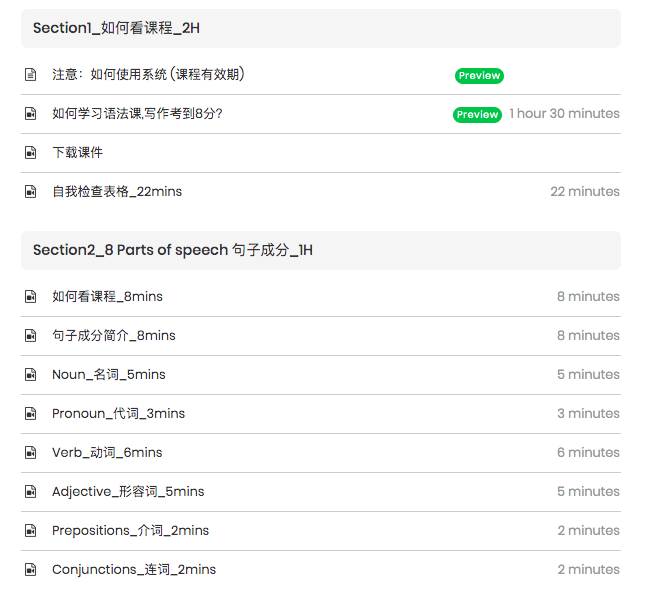 Section1_如何看课程_2H
注意：如何使用系统 (课程有效期) Preview
如何学习语法课,写作考到8分? Preview 1 hour 30 minutes
下载课件
自我检查表格_22mins 22 minutes
Section2_8 Parts of speech 句子成分_1H
如何看课程_8mins 8 minutes
句子成分简介_8mins 8 minutes
Noun_名词_5mins 5 minutes
Pronoun_代词_3mins 3 minutes
Verb_动词_6mins 6 minutes
Adjective_形容词_5mins 5 minutes
Prepositions_介词_2mins 2 minutes
Conjunctions_连词_2mins 2 minutes